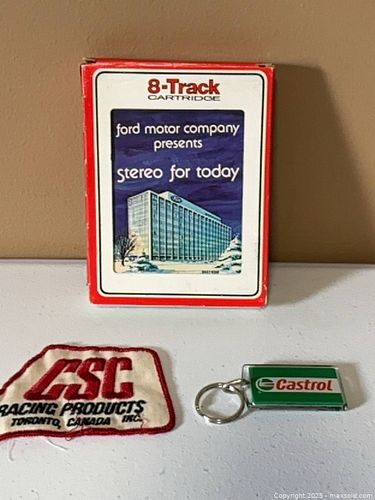 8-Track
CARTRIDGE
ford motor company
presents
stereo for today
Ford
CSC
RACING PRODUCTS
TORONTO, CANADA INC.
Castrol
Copyright 2025 - maxsold.com